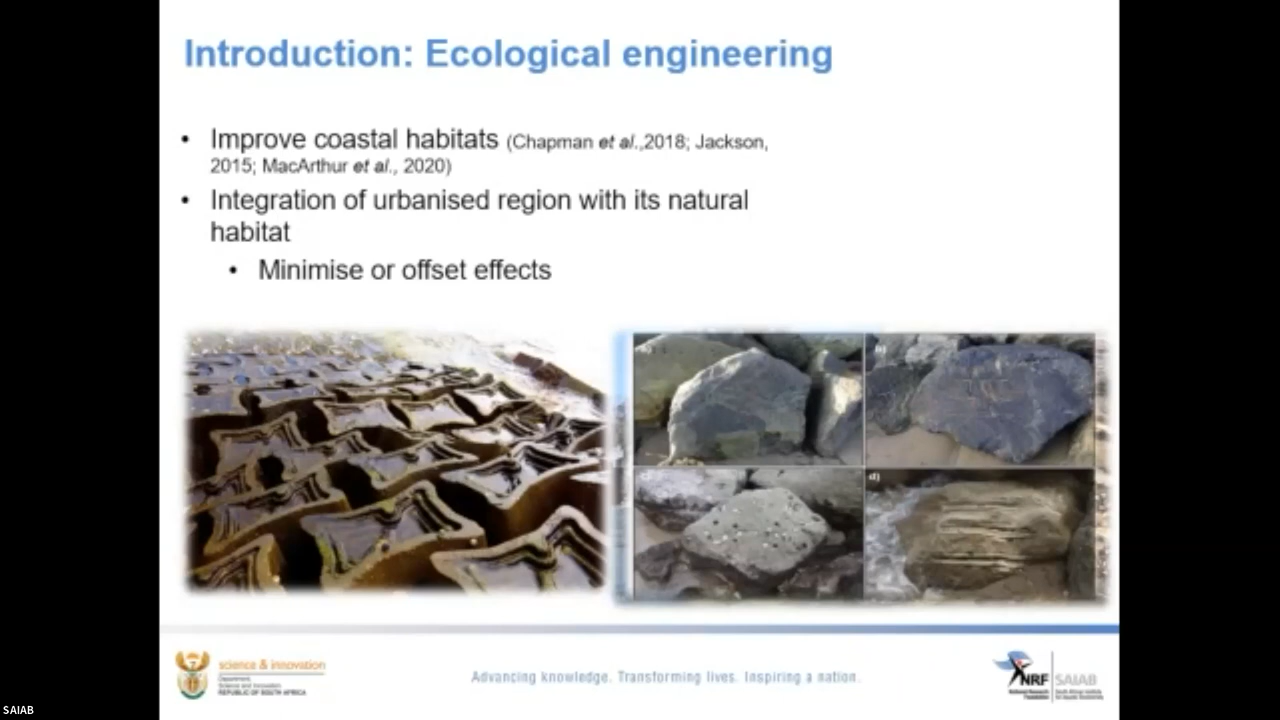 Introduction: Ecological engineering
• Improve coastal habitats (Chapman et al.,2018; Jackson,
2015; MacArthur et al., 2020)
• Integration of urbanised region with its natural
habitat
• Minimise or offset effects
d)
science & innovation
Department:
Science and Innovation
REPUBLIC OF SOUTH AFRICA
Advancing knowledge. Transforming lives. Inspiring a nation.
NRF
National Research
Foundation
SAIAB
South African Institute
for Aquatic Biodiversity
SAIAB